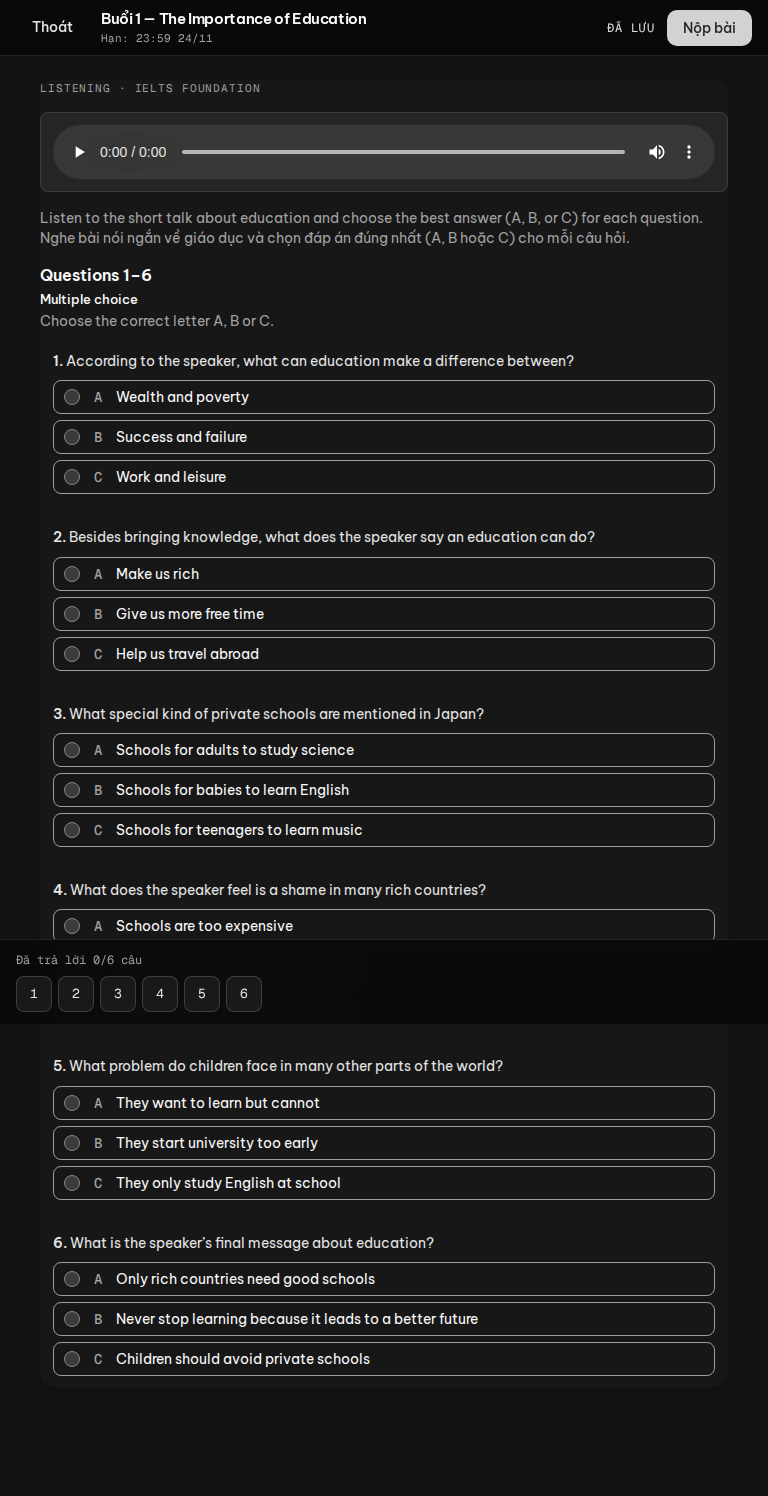 Thoát
Buổi 1 — The Importance of Education
Hạn: 23:59 24/11
ĐÃ LƯU
Nộp bài
LISTENING · IELTS FOUNDATION
0:00 / 0:00
Listen to the short talk about education and choose the best answer (A, B, or C) for each question.
Nghe bài nói ngắn về giáo dục và chọn đáp án đúng nhất (A, B hoặc C) cho mỗi câu hỏi.
Questions 1–6
Multiple choice
Choose the correct letter A, B or C.
1. According to the speaker, what can education make a difference between?
A Wealth and poverty
B Success and failure
C Work and leisure
2. Besides bringing knowledge, what does the speaker say an education can do?
A Make us rich
B Give us more free time
C Help us travel abroad
3. What special kind of private schools are mentioned in Japan?
A Schools for adults to study science
B Schools for babies to learn English
C Schools for teenagers to learn music
4. What does the speaker feel is a shame in many rich countries?
A Schools are too expensive
Đã trả lời 0/6 câu
1 2 3 4 5 6
5. What problem do children face in many other parts of the world?
A They want to learn but cannot
B They start university too early
C They only study English at school
6. What is the speaker’s final message about education?
A Only rich countries need good schools
B Never stop learning because it leads to a better future
C Children should avoid private schools